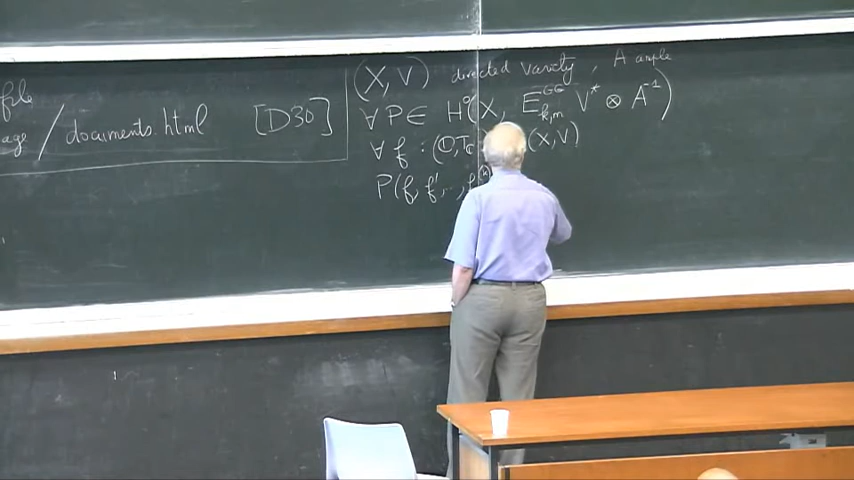 age / documents.html [D30]
(X, V) directed variety, A ample
∀ P ∈ H⁰(X, E^{GG}_{k,m} V* ⊗ A⁻¹)
∀ f : (ℂ, T_ℂ (X,V)
P(f, f', ..., f^{(k)}